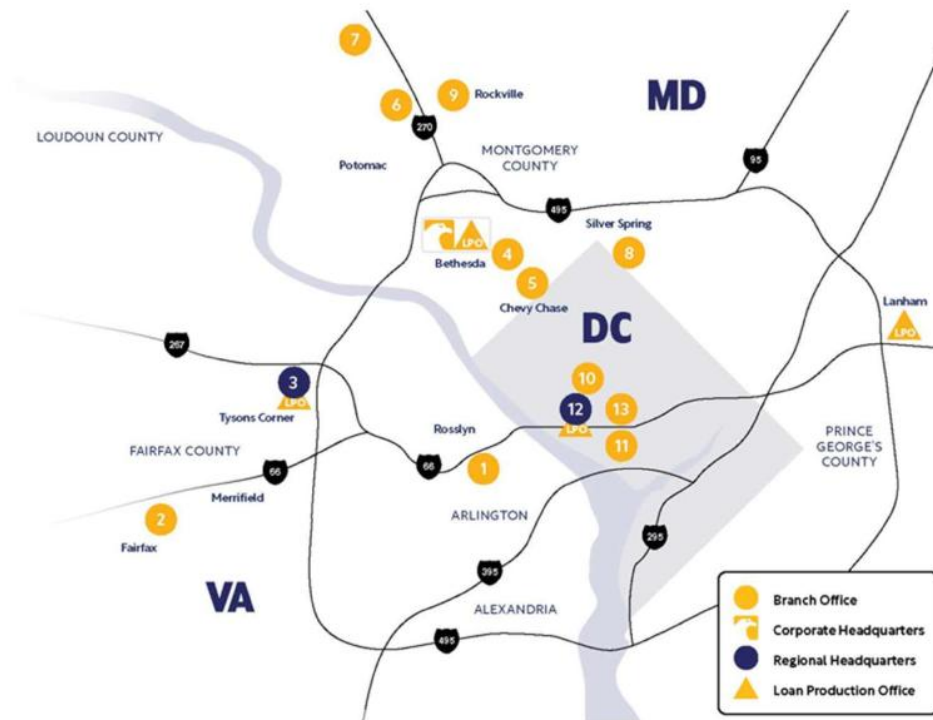 7
9
Rockville
6
MD
LOUDOUN COUNTY
270
MONTGOMERY
COUNTY
95
Potomac
495
Silver Spring
LPO
Bethesda
4
8
5
Chevy Chase
Lanham
LPO
DC
267
3
LPO
Tysons Corner
10
12
LPO
13
11
Rosslyn
FAIRFAX COUNTY
66
66
1
PRINCE
GEORGE'S
COUNTY
Merrifield
2
Fairfax
ARLINGTON
295
395
VA
ALEXANDRIA
495
Branch Office
Corporate Headquarters
Regional Headquarters
Loan Production Office